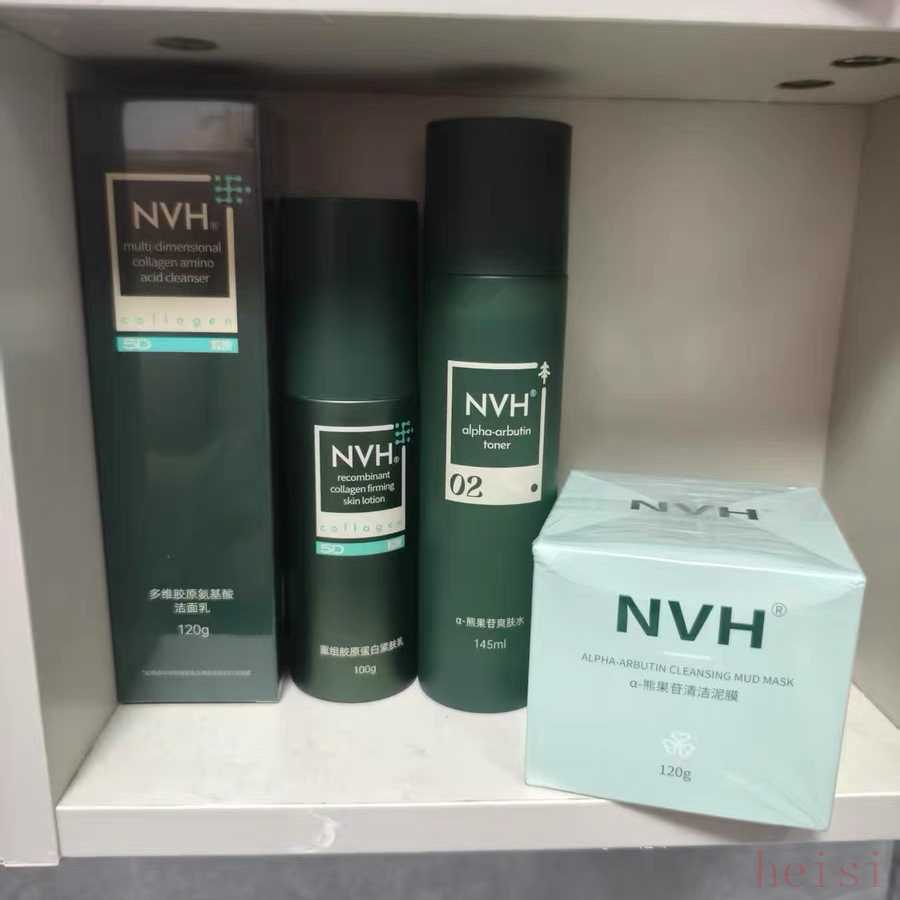 NVH®
multi-dimensional
collagen amino
acid cleanser
collagen
5D
多维胶原氨基酸
洁面乳
120g
NVH®
recombinant
collagen firming
skin lotion
collagen
5D
重组胶原蛋白紧肤乳
100g
NVH®
alpha-arbutin
toner
02
α-熊果苷爽肤水
145ml
NVH
NVH®
ALPHA-ARBUTIN CLEANSING MUD MASK
α-熊果苷清洁泥膜
120g
heisi